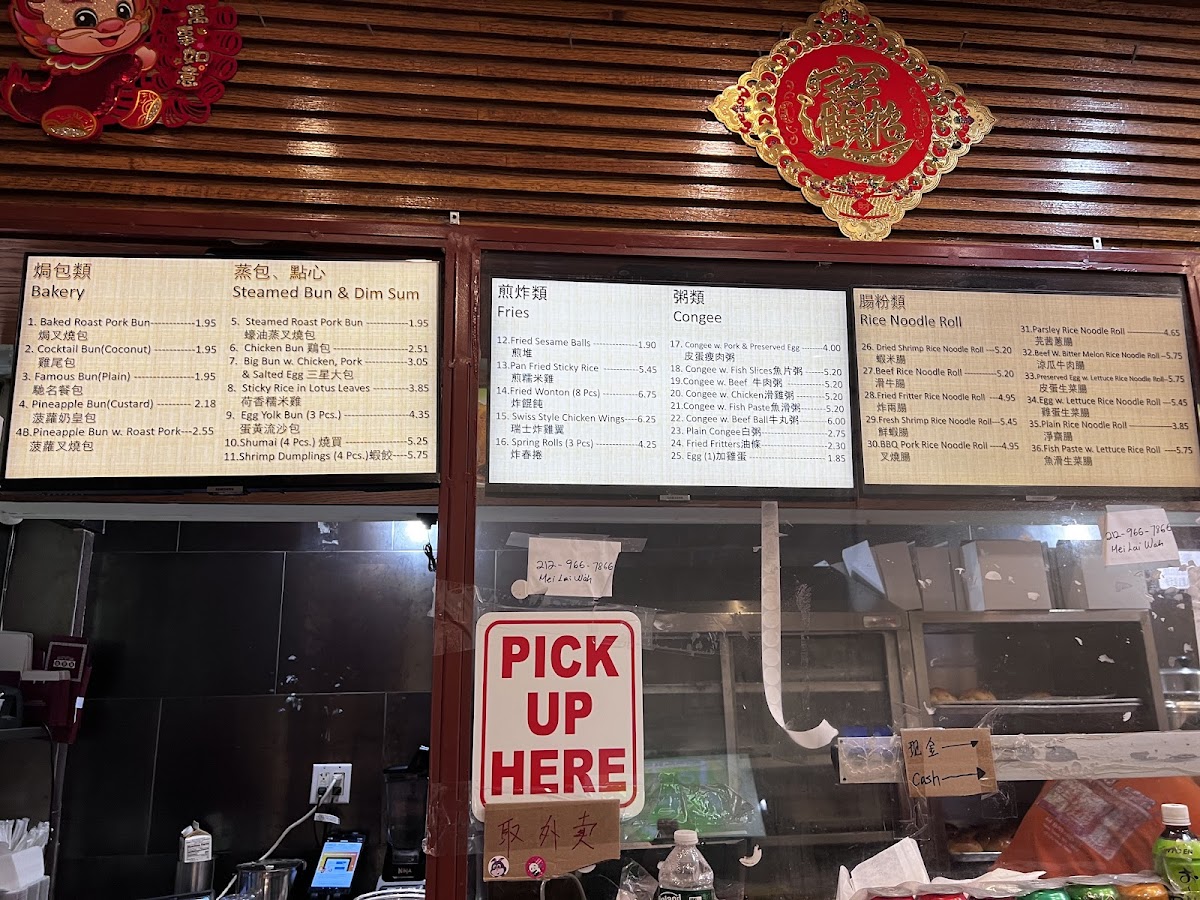 萬事如意
焗包類
Bakery
1. Baked Roast Pork Bun------------1.95
焗叉燒包
2. Cocktail Bun(Coconut) ------------1.95
雞尾包
3. Famous Bun(Plain) ---------------1.95
馳名餐包
4. Pineapple Bun(Custard) --------- 2.18
菠蘿奶皇包
4B.Pineapple Bun w. Roast Pork---2.55
菠蘿叉燒包
蒸包、點心
Steamed Bun & Dim Sum
5. Steamed Roast Pork Bun -----------1.95
蠔油蒸叉燒包
6. Chicken Bun 鷄包--------------------2.51
7. Big Bun w. Chicken, Pork -----------3.05
& Salted Egg 三星大包
8. Sticky Rice in Lotus Leaves --------3.85
荷香糯米雞
9. Egg Yolk Bun (3 Pcs.) ----------------4.35
蛋黃流沙包
10.Shumai (4 Pcs.) 燒買 ----------------5.25
11.Shrimp Dumplings (4 Pcs.)蝦餃----5.75
煎炸類
Fries
12.Fried Sesame Balls ---------------1.90
煎堆
13.Pan Fried Sticky Rice -----------5.45
煎糯米雞
14.Fried Wonton (8 Pcs) -----------6.75
炸餛飩
15. Swiss Style Chicken Wings----6.25
瑞士炸雞翼
16. Spring Rolls (3 Pcs) -------------4.25
炸春捲
粥類
Congee
17. Congee w. Pork & Preserved Egg -------4.00
皮蛋瘦肉粥
18. Congee w. Fish Slices魚片粥------5.20
19.Congee w. Beef 牛肉粥 ----------5.20
20. Congee w. Chicken滑雞粥 -------5.20
21.Congee w. Fish Paste魚滑粥------5.20
22. Congee w. Beef Ball牛丸粥-------6.00
23. Plain Congee白粥--------------------2.75
24. Fried Fritters油條 -------------------2.30
25. Egg (1)加雞蛋 ---------------------- 1.85
腸粉類
Rice Noodle Roll
26. Dried Shrimp Rice Noodle Roll ---5.20
蝦米腸
27.Beef Rice Noodle Roll -------------5.20
滑牛腸
28.Fried Fritter Rice Noodle Roll -----4.95
炸兩腸
29.Fresh Shrimp Rice Noodle Roll----5.45
鮮蝦腸
30.BBQ Pork Rice Noodle Roll ----4.95
叉燒腸
31.Parsley Rice Noodle Roll -------------4.65
芫茜蔥腸
32.Beef W. Bitter Melon Rice Noodle Roll --5.75
涼瓜牛肉腸
33.Preserved Egg w. Lettuce Rice Noodle Roll--5.75
皮蛋生菜腸
34.Egg w. Lettuce Rice Noodle Roll ----5.45
雞蛋生菜腸
35.Plain Rice Noodle Roll ---------------3.85
淨齋腸
36.Fish Paste w. Lettuce Rice Roll ----5.75
魚滑生菜腸
212-966-7866
Mei Lai Wah
212-966-7866
Mei Lai Wah
PICK
UP
HERE
取外卖
现金
Cash